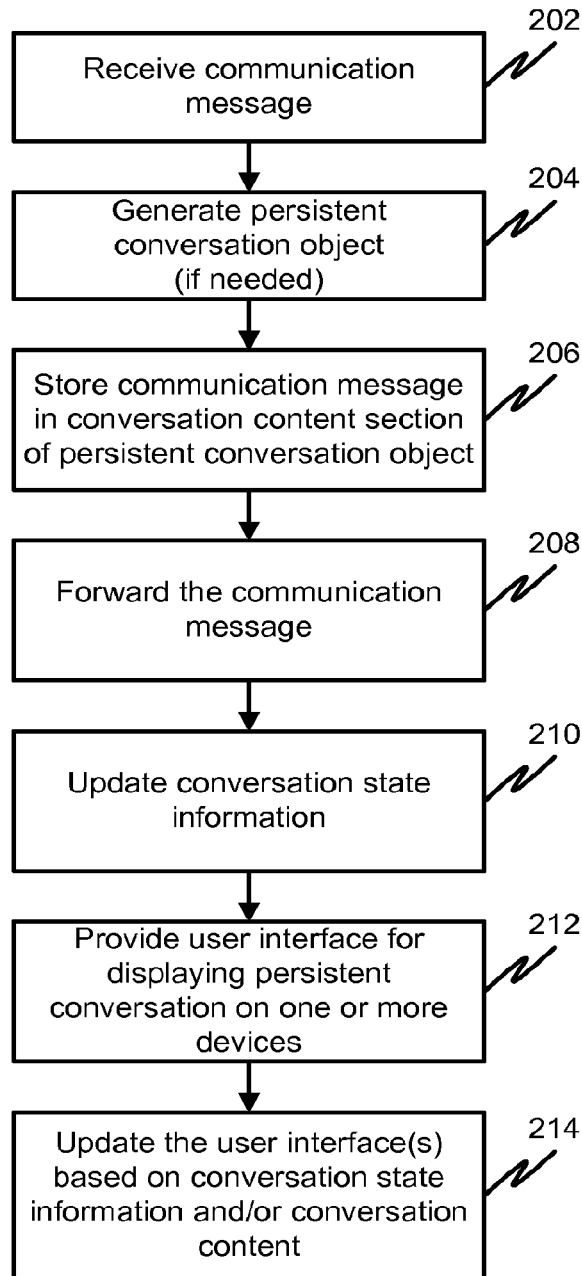 202
Receive communication
message
204
Generate persistent
conversation object
(if needed)
206
Store communication message
in conversation content section
of persistent conversation object
208
Forward the communication
message
210
Update conversation state
information
212
Provide user interface for
displaying persistent
conversation on one or more
devices
214
Update the user interface(s)
based on conversation state
information and/or conversation
content